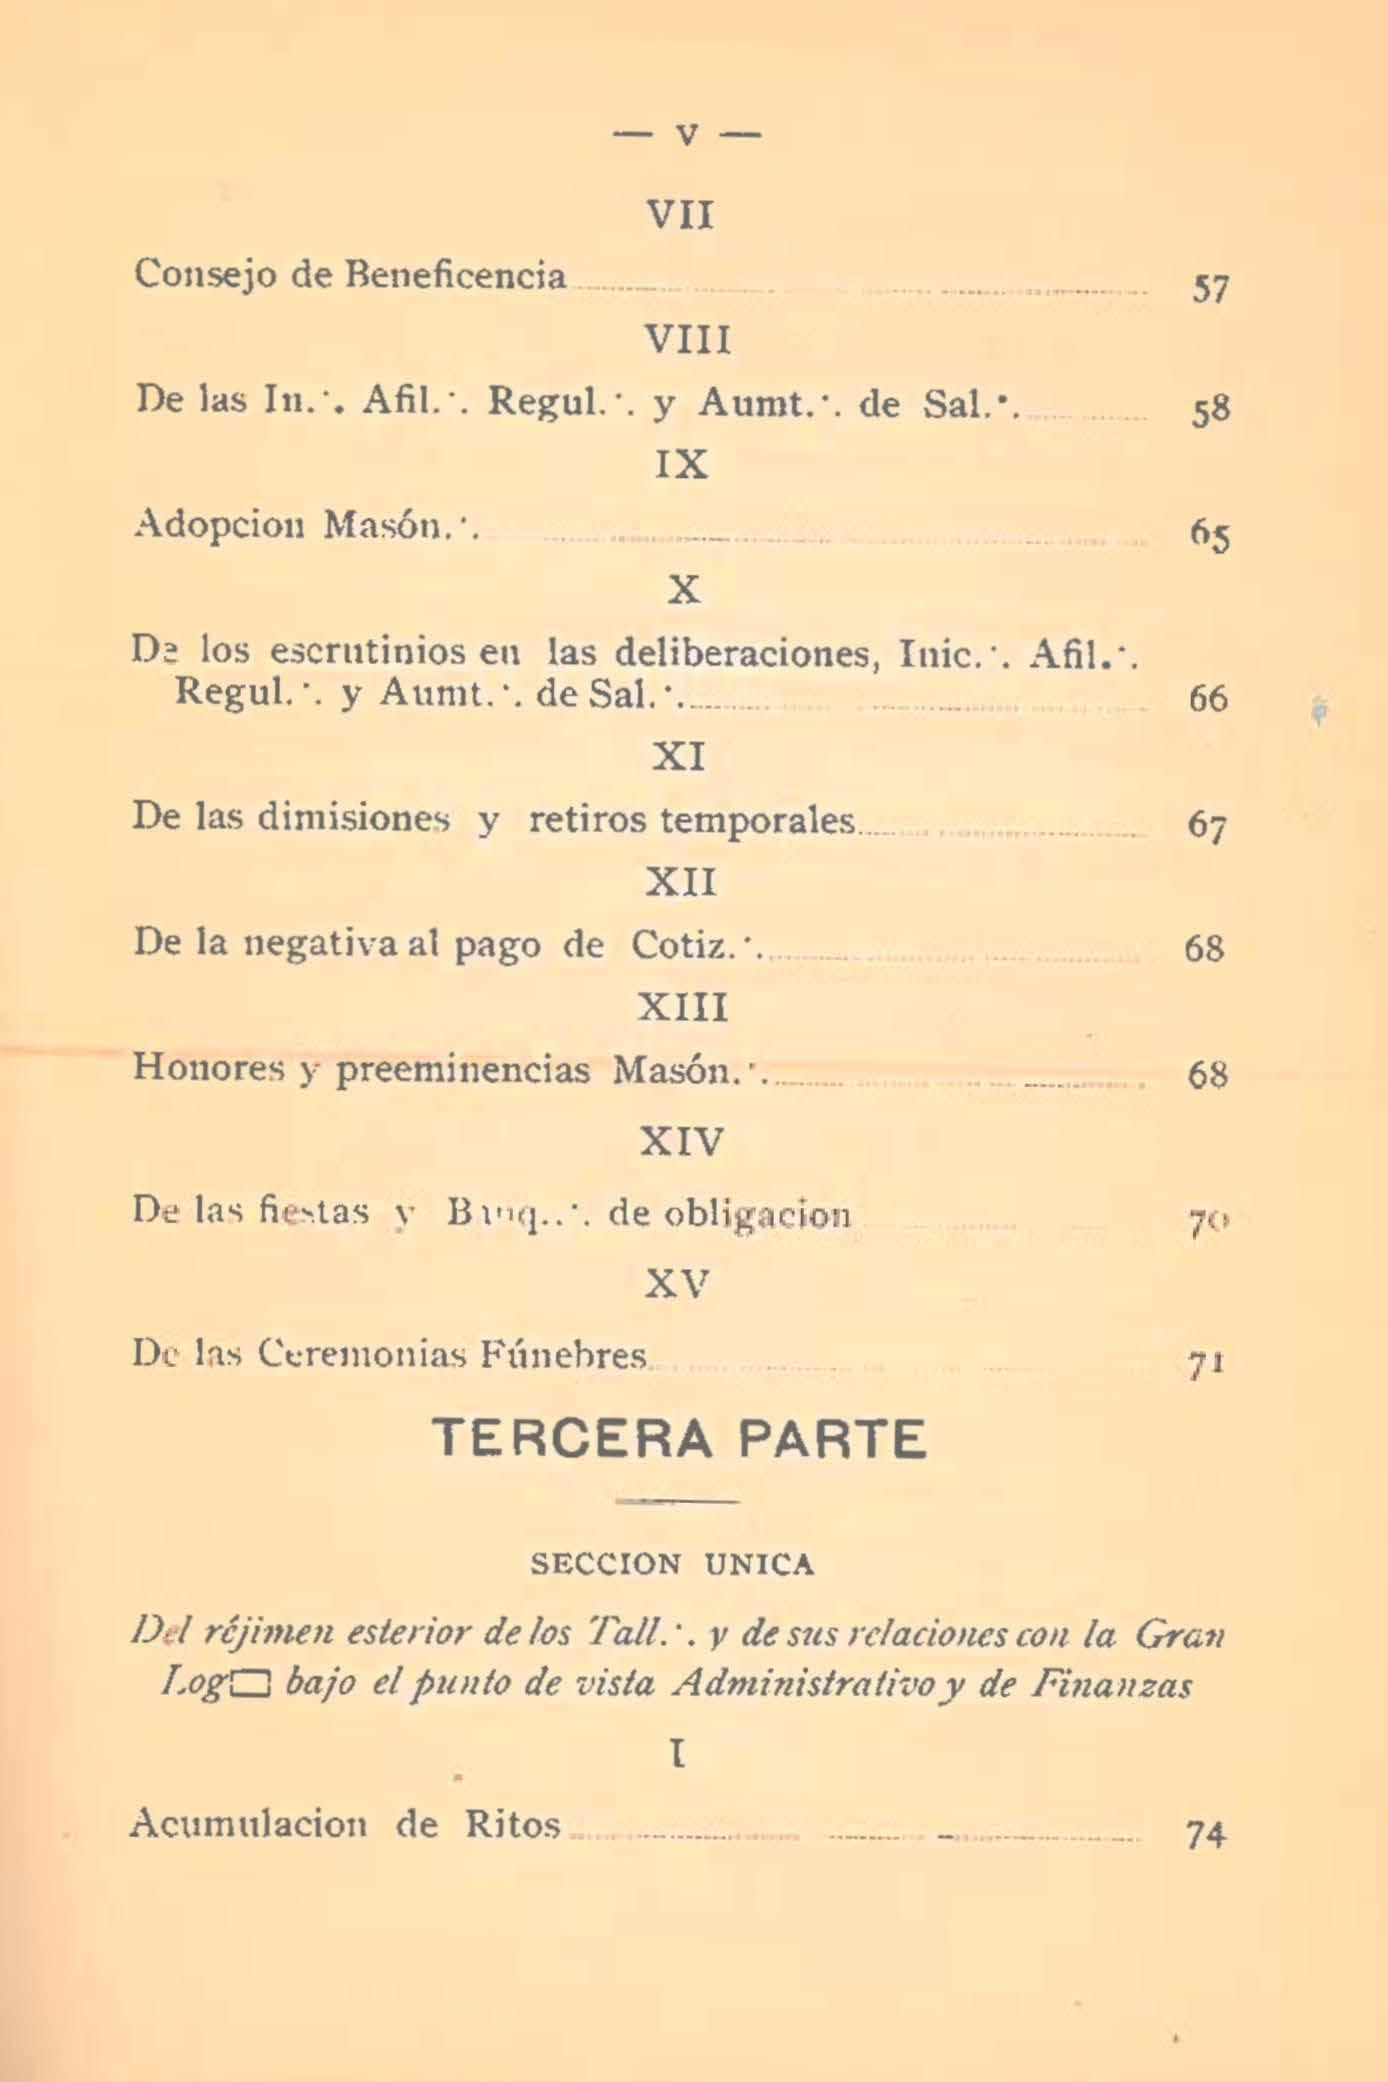 — V —
VII
Consejo de Beneficencia 57
VIII
De las In.·. Afil.·. Regul.·. y Aumt.·. de Sal.·. 58
IX
Adopcion Masón.·. 65
X
De los escrutinios en las deliberaciones, Inic.·. Afil.·.
Regul.·. y Aumt.·. de Sal.·. 66
XI
De las dimisiones y retiros temporales 67
XII
De la negativa al pago de Cotiz.·. 68
XIII
Honores y preeminencias Masón.·. 68
XIV
De las fiestas y Banq..·. de obligacion 70
XV
De las Ceremonias Fúnebres 71
TERCERA PARTE
SECCION UNICA
Del réjimen esterior de los Tall.·. y de sus relaciones con la Gran
Log▭ bajo el punto de vista Administrativo y de Finanzas
I
Acumulacion de Ritos 74